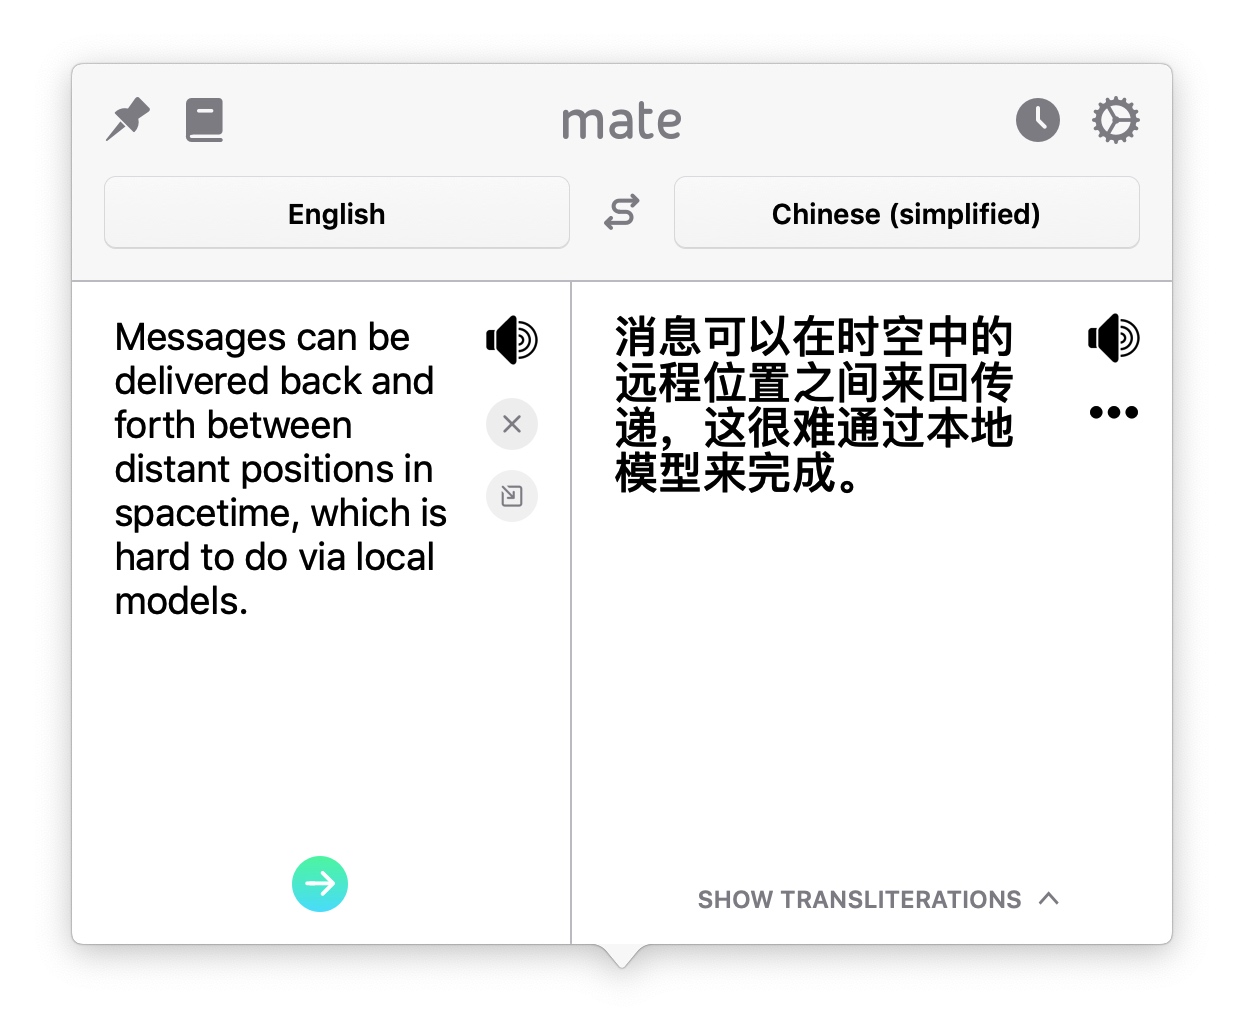 mate
English
Chinese (simplified)
Messages can be
delivered back and
forth between
distant positions in
spacetime, which is
hard to do via local
models.
消息可以在时空中的
远程位置之间来回传
递，这很难通过本地
模型来完成。
SHOW TRANSLITERATIONS